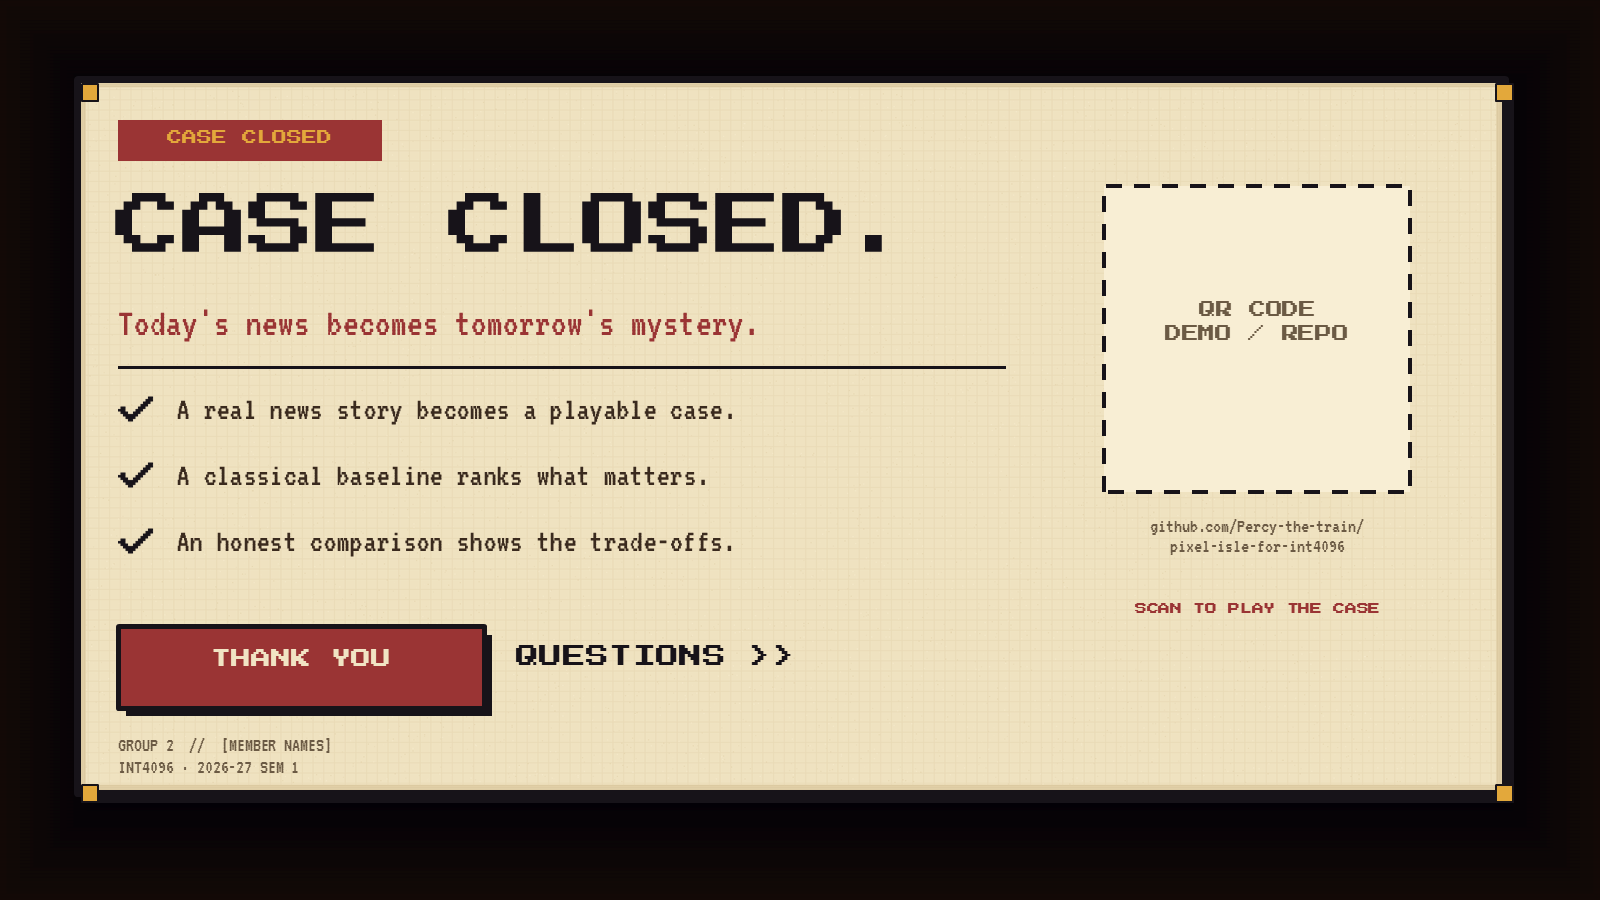 CASE CLOSED
CASE CLOSED.
Today's news becomes tomorrow's mystery.
A real news story becomes a playable case.
A classical baseline ranks what matters.
An honest comparison shows the trade-offs.
THANK YOU
QUESTIONS >>
GROUP 2 // [MEMBER NAMES]
INT4096 · 2026-27 SEM 1
QR CODE
DEMO / REPO
github.com/Percy-the-train/
pixel-isle-for-int4096
SCAN TO PLAY THE CASE